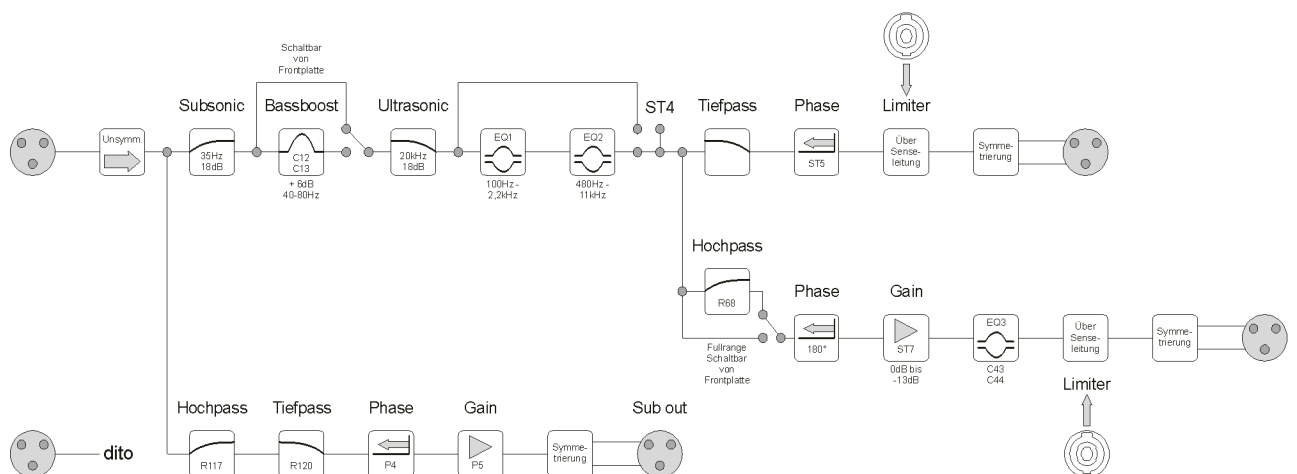 Schaltbar
von
Frontplatte
Subsonic
Bassboost
Ultrasonic
ST4
Tiefpass
Phase
Limiter
Unsymm.
35Hz
18dB
C12
C13
+ 6dB
40-80Hz
20kHz
18dB
EQ1
100Hz -
2,2kHz
EQ2
480Hz -
11kHz
ST5
Über
Sense-
leitung
Symme-
trierung
Hochpass
R68
Fullrange
Schaltbar
von
Frontplatte
Phase
180°
Gain
ST7
0dB bis
-13dB
EQ3
C43
C44
Über
Sense-
leitung
Limiter
Symme-
trierung
Hochpass
R117
Tiefpass
R120
Phase
P4
Gain
P5
Symme-
trierung
Sub out
dito